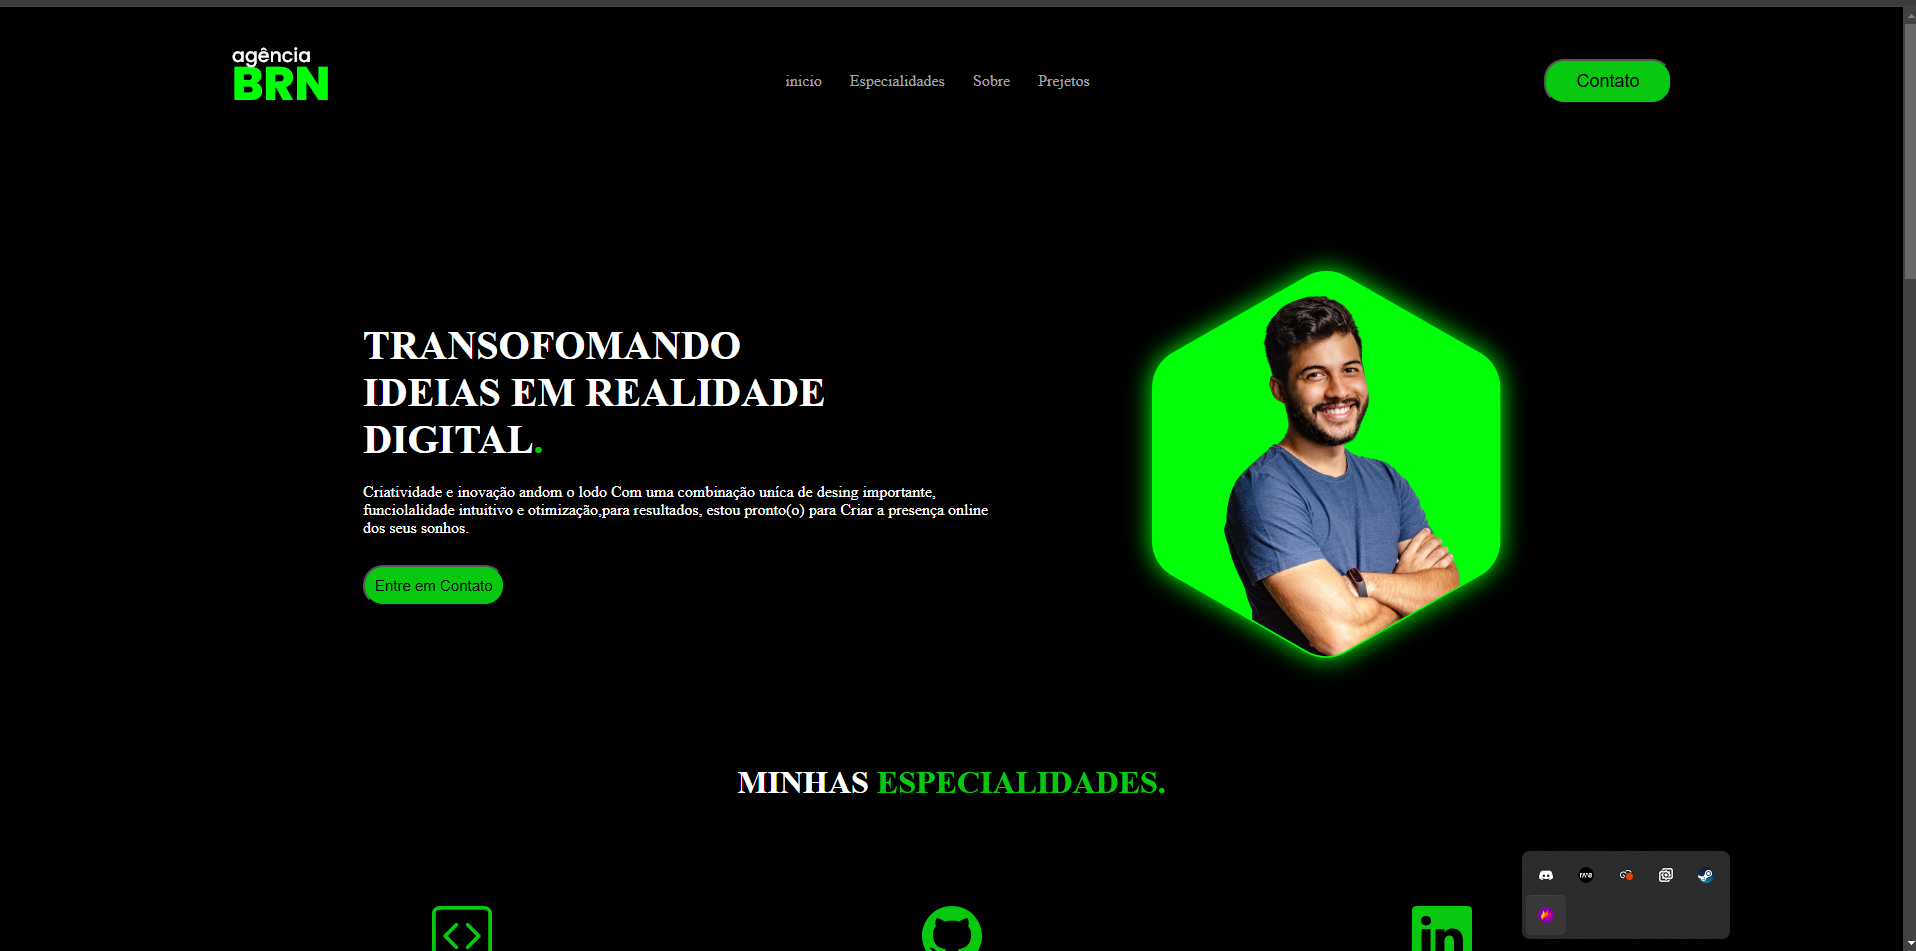 agência
BRN
inicio Especialidades Sobre Prejetos
Contato
TRANSOFOMANDO
IDEIAS EM REALIDADE
DIGITAL.
Criatividade e inovação andom o lodo Com uma combinação uníca de desing importante,
funciolalidade intuitivo e otimização,para resultados, estou pronto(o) para Criar a presença online
dos seus sonhos.
Entre em Contato
MINHAS ESPECIALIDADES.
in